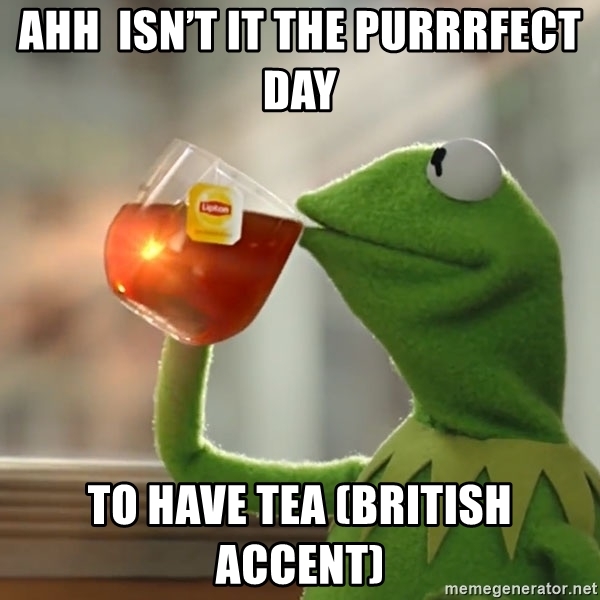 AHH  ISN’T IT THE PURRRFECT
DAY
Lipton
TO HAVE TEA (BRITISH
ACCENT)
memegenerator.net